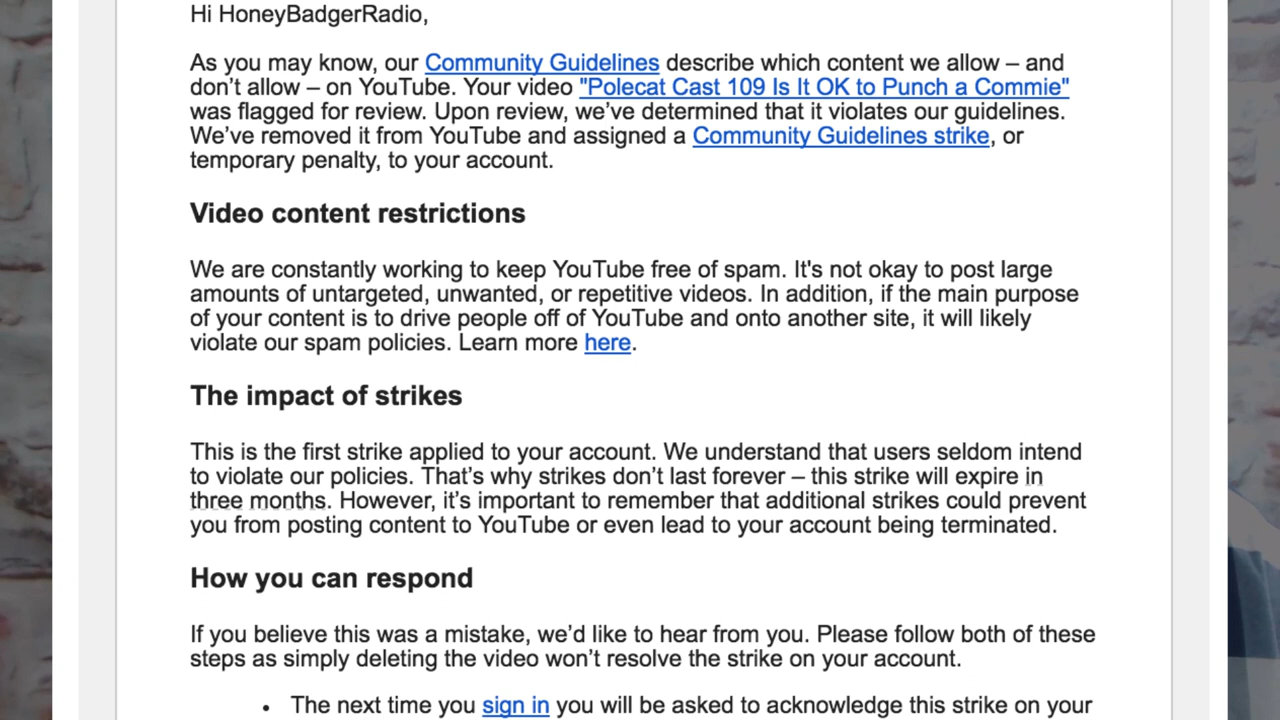 Hi HoneyBadgerRadio,
As you may know, our Community Guidelines describe which content we allow – and
don’t allow – on YouTube. Your video "Polecat Cast 109 Is It OK to Punch a Commie"
was flagged for review. Upon review, we’ve determined that it violates our guidelines.
We’ve removed it from YouTube and assigned a Community Guidelines strike, or
temporary penalty, to your account.
Video content restrictions
We are constantly working to keep YouTube free of spam. It's not okay to post large
amounts of untargeted, unwanted, or repetitive videos. In addition, if the main purpose
of your content is to drive people off of YouTube and onto another site, it will likely
violate our spam policies. Learn more here.
The impact of strikes
This is the first strike applied to your account. We understand that users seldom intend
to violate our policies. That’s why strikes don’t last forever – this strike will expire in
three months. However, it’s important to remember that additional strikes could prevent
you from posting content to YouTube or even lead to your account being terminated.
How you can respond
If you believe this was a mistake, we’d like to hear from you. Please follow both of these
steps as simply deleting the video won’t resolve the strike on your account.
• The next time you sign in you will be asked to acknowledge this strike on your